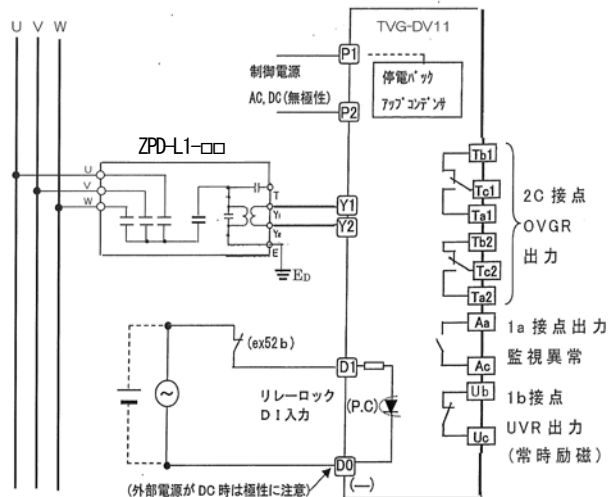 U V W
TVG-DV11
P1
制御電源
AC,DC(無極性)
P2
停電バック
アップコンデンサ
ZPD-L1-□□
U
V
W
T
Y1
Y2
E
ED
Y1
Y2
Tb1
Tc1
Ta1
Tb2
Tc2
Ta2
2C 接点
OVGR
出力
Aa
Ac
1a接点出力
監視異常
Ub
Uc
1b接点
UVR 出力
(常時励磁)
(ex52b)
D1
リレーロック
DI入力
(P.C)
D0
(—)
(外部電源がDC時は極性に注意)